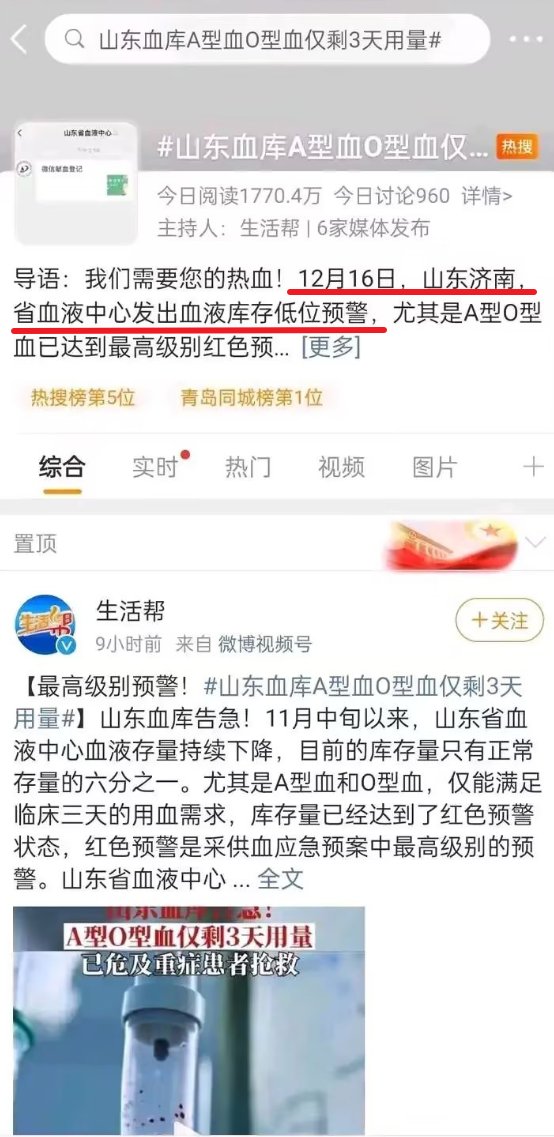 山东血库A型血O型血仅剩3天用量#
山东省血液中心...
微信献血登记
#山东血库A型血O型血仅...
热搜
今日阅读1770.4万 今日讨论960 详情>
主持人：生活帮 | 6家媒体发布
导语：我们需要您的热血！12月16日，山东济南，
省血液中心发出血液库存低位预警，尤其是A型O型
血已达到最高级别红色预... [更多]
热搜榜第5位 青岛同城榜第1位
综合 实时 热门 视频 图片
置顶
生活帮
生活帮
9小时前 来自 微博视频号
+关注
【最高级别预警！#山东血库A型血O型血仅剩3天
用量#】山东血库告急！11月中旬以来，山东省血
液中心血液存量持续下降，目前的库存量只有正常
存量的六分之一。尤其是A型血和O型血，仅能满足
临床三天的用血需求，库存量已经达到了红色预警
状态，红色预警是采供血应急预案中最高级别的预
警。山东省血液中心 ... 全文
山东血库告急！
A型O型血仅剩3天用量
已危及重症患者抢救